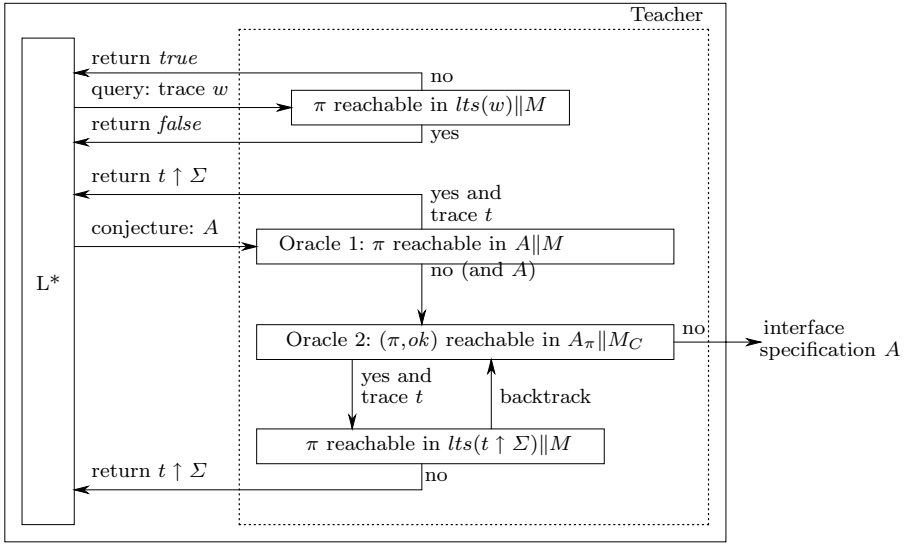 Teacher
return true
no
query: trace w
π reachable in lts(w)‖M
return false
yes
return t ↑ Σ
yes and
trace t
conjecture: A
Oracle 1: π reachable in A‖M
no (and A)
L*
Oracle 2: (π,ok) reachable in Aπ‖MC
no
interface
specification A
yes and
trace t
backtrack
π reachable in lts(t ↑ Σ)‖M
return t ↑ Σ
no